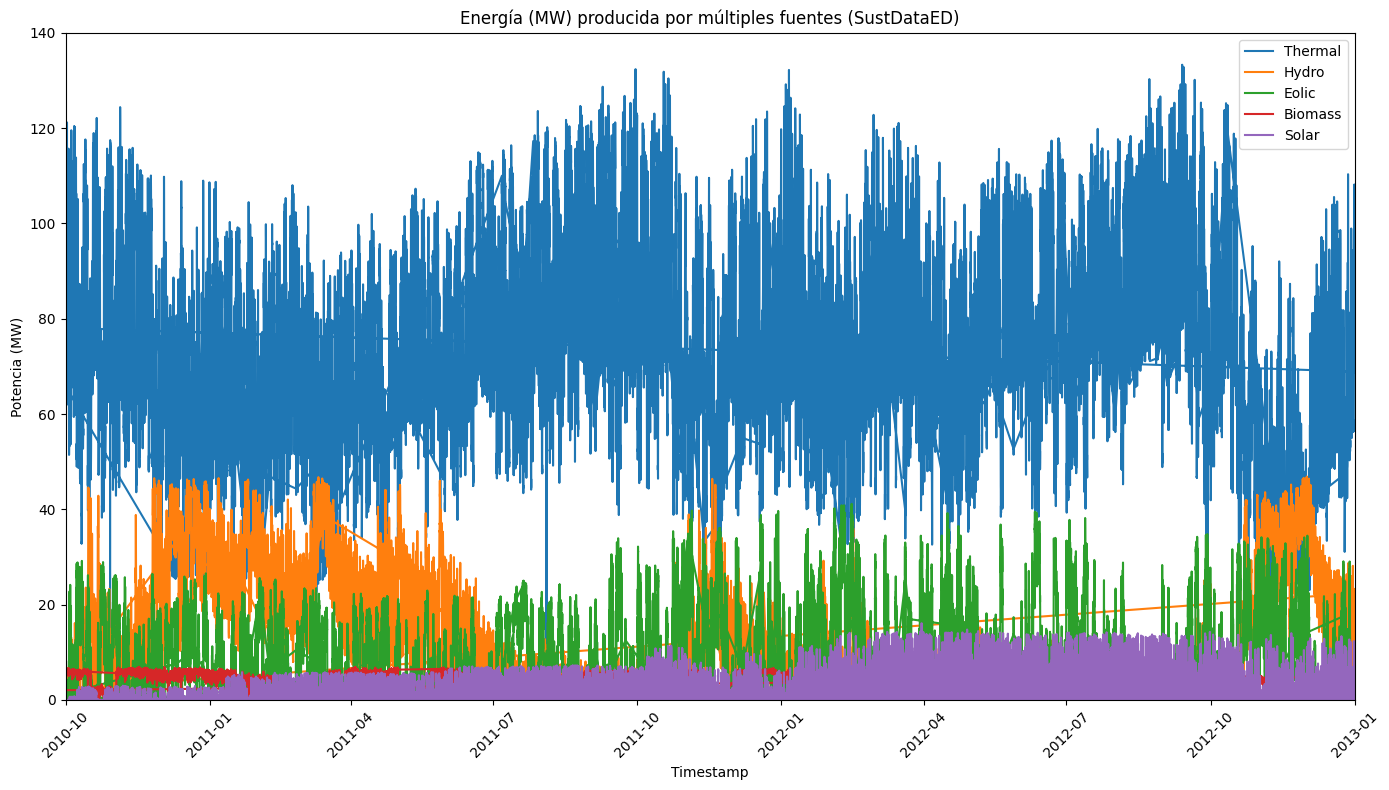 Energía (MW) producida por múltiples fuentes (SustDataED)
Thermal
Hydro
Eolic
Biomass
Solar
Potencia (MW)
140
120
100
80
60
40
20
0
2010-10
2011-01
2011-04
2011-07
2011-10
2012-01
2012-04
2012-07
2012-10
2013-01
Timestamp